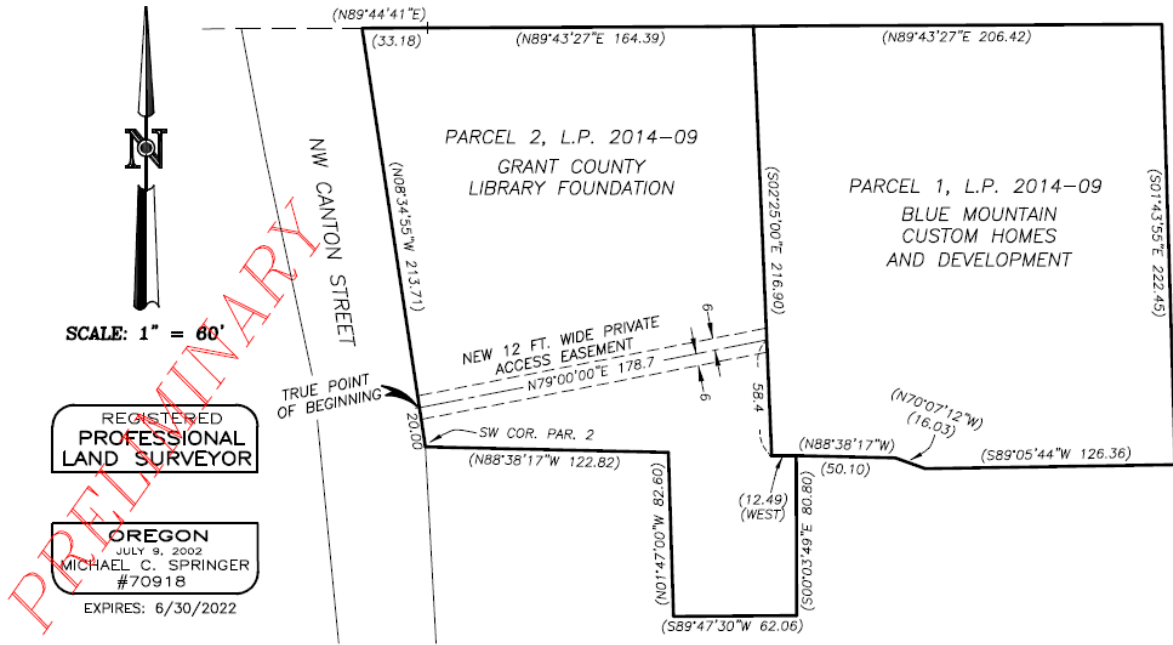 (N89°44'41"E)
(33.18)
(N89°43'27"E 164.39)
(N89°43'27"E 206.42)
N
SCALE: 1" = 60'
NW CANTON STREET
(N08°34'55"W 213.71)
PARCEL 2, L.P. 2014-09
GRANT COUNTY
LIBRARY FOUNDATION
(S02°25'00"E 216.90)
PARCEL 1, L.P. 2014-09
BLUE MOUNTAIN
CUSTOM HOMES
AND DEVELOPMENT
(S01°43'55"E 222.45)
NEW 12 FT. WIDE PRIVATE
ACCESS EASEMENT
N79°00'00"E 178.7
6
6
TRUE POINT
OF BEGINNING
20.00
SW COR. PAR. 2
58.4
(N88°38'17"W 122.82)
(N88°38'17"W)
(50.10)
(N70°07'12"W)
(16.03)
(S89°05'44"W 126.36)
(12.49)
(WEST)
(N01°47'00"W 82.60)
(S00°03'49"E 80.80)
(S89°47'30"W 62.06)
REGISTERED
PROFESSIONAL
LAND SURVEYOR
OREGON
JULY 9, 2002
MICHAEL C. SPRINGER
#70918
EXPIRES: 6/30/2022
PRELIMINARY